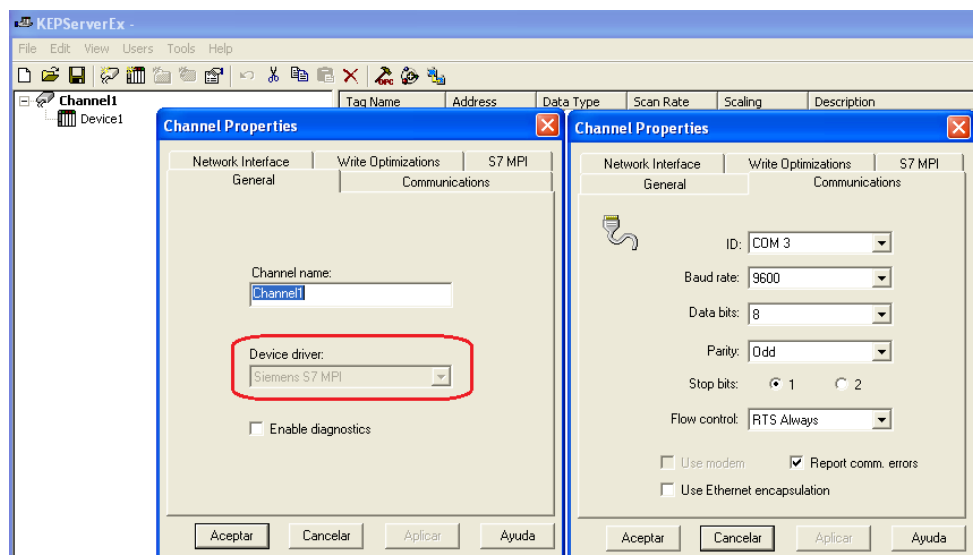 KEPServerEx -
File Edit View Users Tools Help
Channel1
Device1
Tag Name Address Data Type Scan Rate Scaling Description
Channel Properties
Network Interface Write Optimizations S7 MPI
General Communications
Channel name:
Channel1
Device driver:
Siemens S7 MPI
Enable diagnostics
Aceptar Cancelar Aplicar Ayuda
Channel Properties
Network Interface Write Optimizations S7 MPI
General Communications
ID: COM 3
Baud rate: 9600
Data bits: 8
Parity: Odd
Stop bits: 1 2
Flow control: RTS Always
Use modem Report comm. errors
Use Ethernet encapsulation
Aceptar Cancelar Aplicar Ayuda